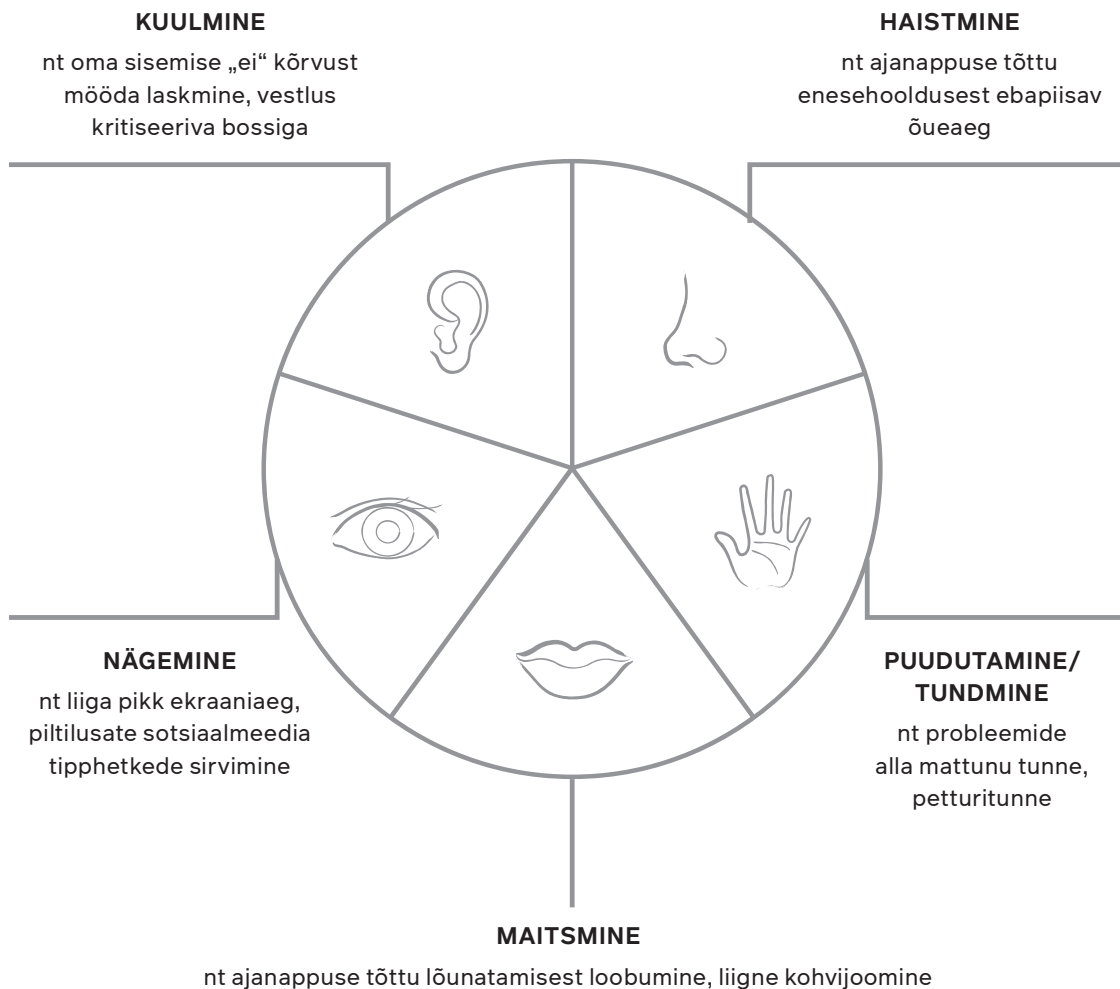 KUULMINE
nt oma sisemise „ei“ kõrvust
mööda laskmine, vestlus
kritiseeriva bossiga
HAISTMINE
nt ajanappuse tõttu
enesehooldusest ebapiisav
õueaeg
NÄGEMINE
nt liiga pikk ekraaniaeg,
piltilusate sotsiaalmeedia
tipphetkede sirvimine
PUUDUTAMINE/
TUNDMINE
nt probleemide
alla mattunu tunne,
petturitunne
MAITSMINE
nt ajanappuse tõttu lõunatamisest loobumine, liigne kohvijoomine